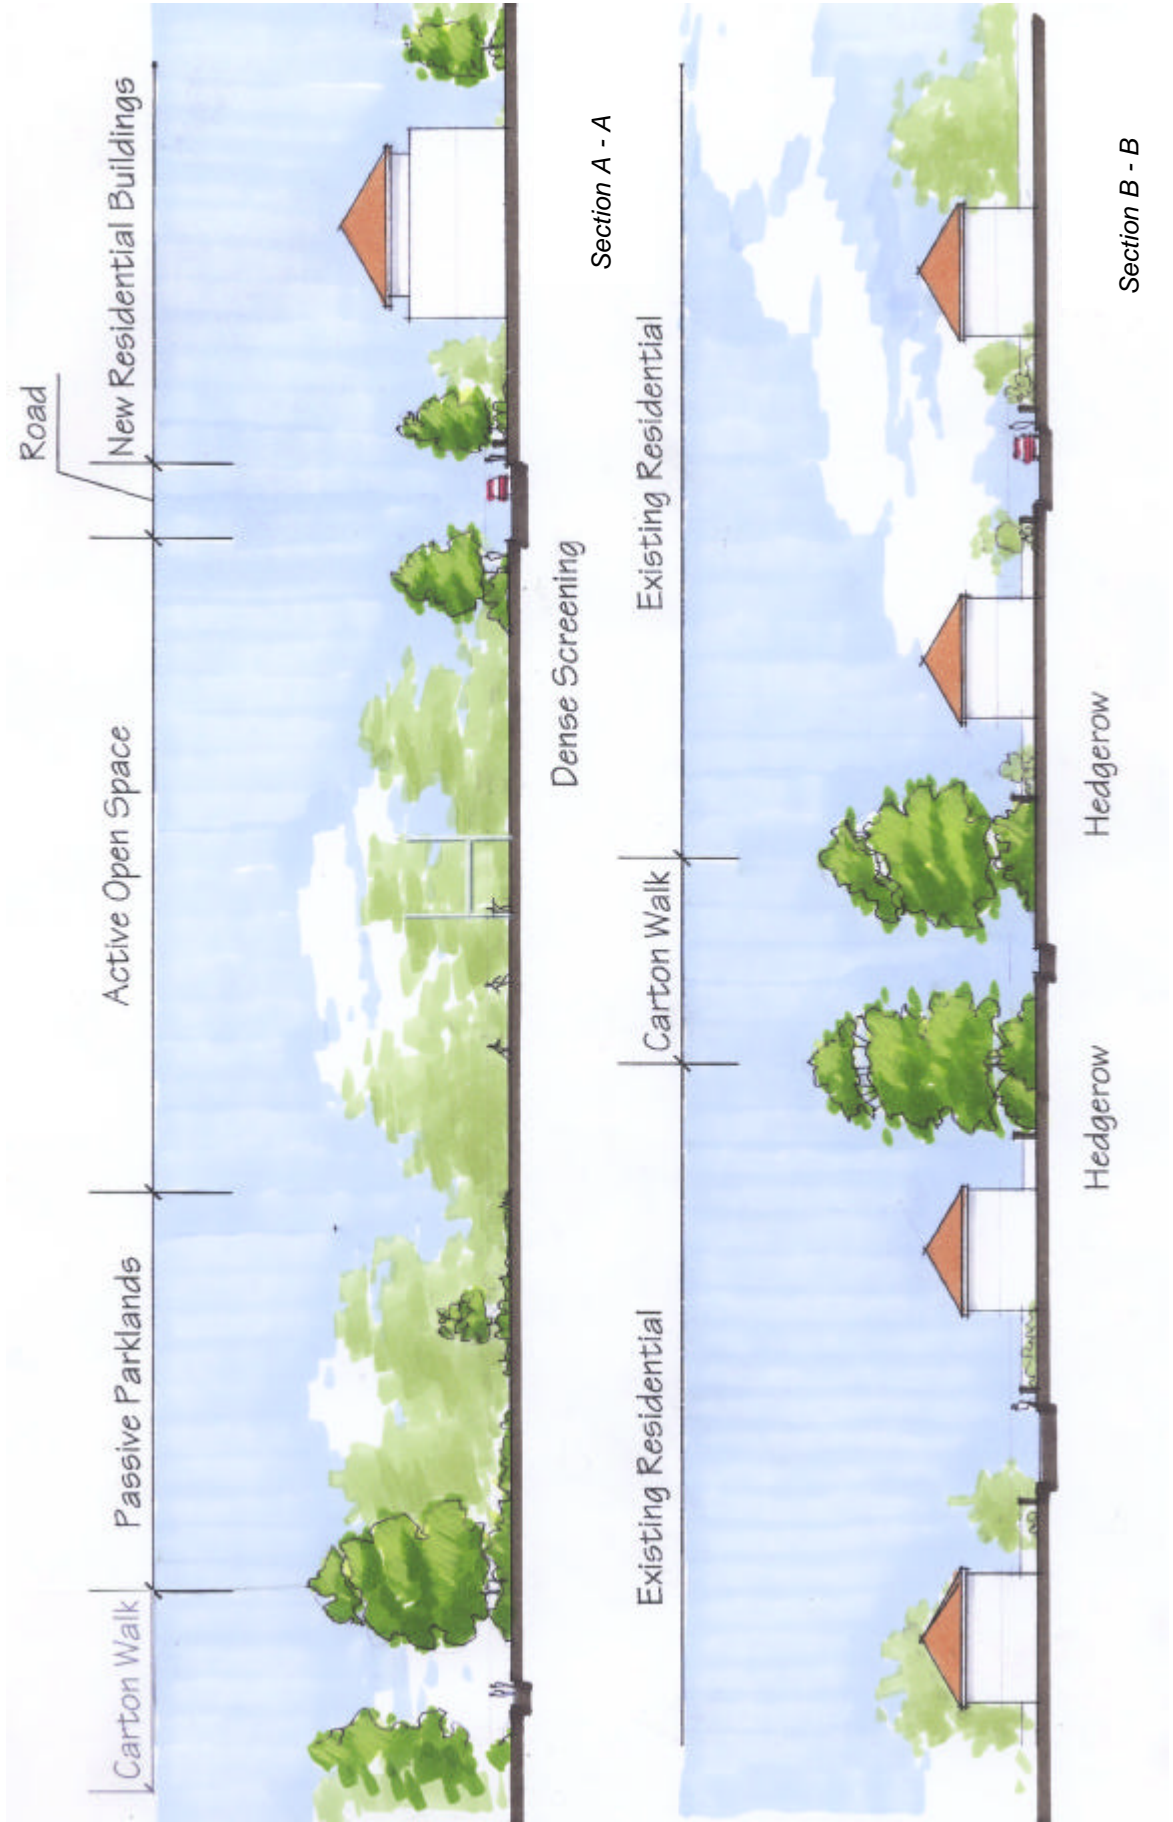 Road
Carton Walk
Passive Parklands
Active Open Space
New Residential Buildings
Dense Screening
Section A - A
Existing Residential
Carton Walk
Existing Residential
Hedgerow
Hedgerow
Section B - B